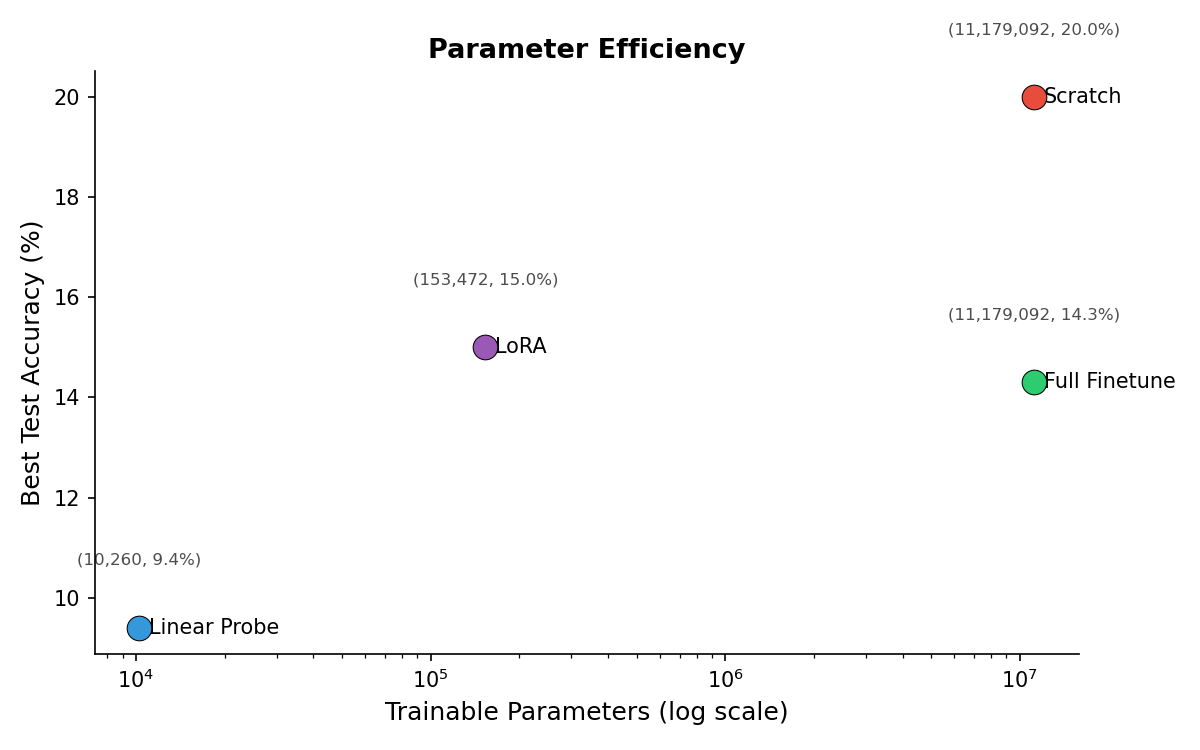 (11,179,092, 20.0%)
Parameter Efficiency
20
Scratch
18
16
(153,472, 15.0%)
(11,179,092, 14.3%)
LoRA
14
Full Finetune
12
(10,260, 9.4%)
10
Linear Probe
Best Test Accuracy (%)
10⁴
10⁵
10⁶
10⁷
Trainable Parameters (log scale)